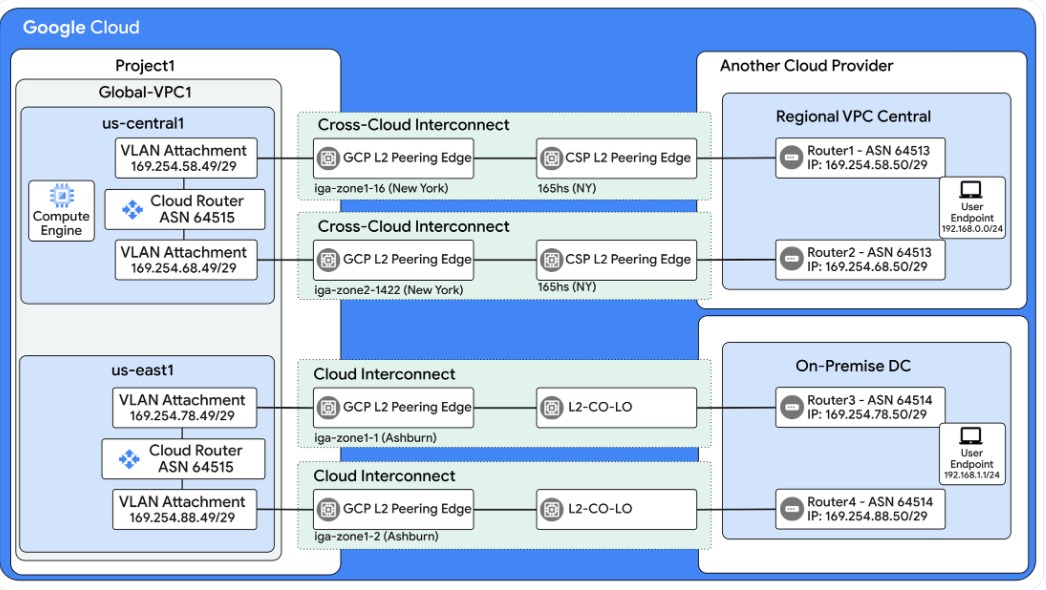 Google Cloud
Project1
Global-VPC1
us-central1
VLAN Attachment
169.254.58.49/29
Compute
Engine
Cloud Router
ASN 64515
VLAN Attachment
169.254.68.49/29
Cross-Cloud Interconnect
GCP L2 Peering Edge
CSP L2 Peering Edge
iga-zone1-16 (New York)
165hs (NY)
Cross-Cloud Interconnect
GCP L2 Peering Edge
CSP L2 Peering Edge
iga-zone2-1422 (New York)
165hs (NY)
Another Cloud Provider
Regional VPC Central
Router1 - ASN 64513
IP: 169.254.58.50/29
User
Endpoint
192.168.0.0/24
Router2 - ASN 64513
IP: 169.254.68.50/29
us-east1
VLAN Attachment
169.254.78.49/29
Cloud Router
ASN 64515
VLAN Attachment
169.254.88.49/29
Cloud Interconnect
GCP L2 Peering Edge
L2-CO-LO
iga-zone1-1 (Ashburn)
Cloud Interconnect
GCP L2 Peering Edge
L2-CO-LO
iga-zone1-2 (Ashburn)
On-Premise DC
Router3 - ASN 64514
IP: 169.254.78.50/29
User
Endpoint
192.168.1.1/24
Router4 - ASN 64514
IP: 169.254.88.50/29